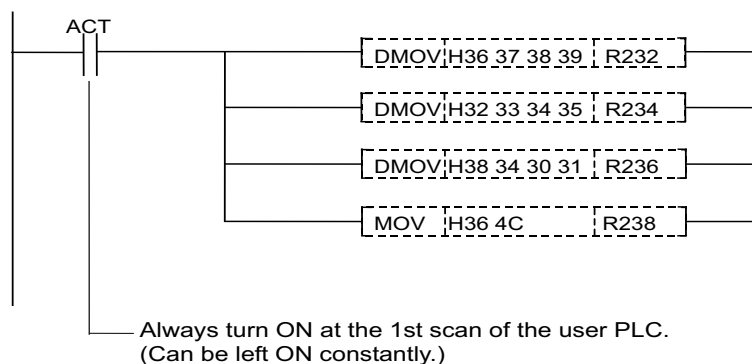 ACT
DMOV H36 37 38 39 R232
DMOV H32 33 34 35 R234
DMOV H38 34 30 31 R236
MOV H36 4C R238
Always turn ON at the 1st scan of the user PLC.
(Can be left ON constantly.)